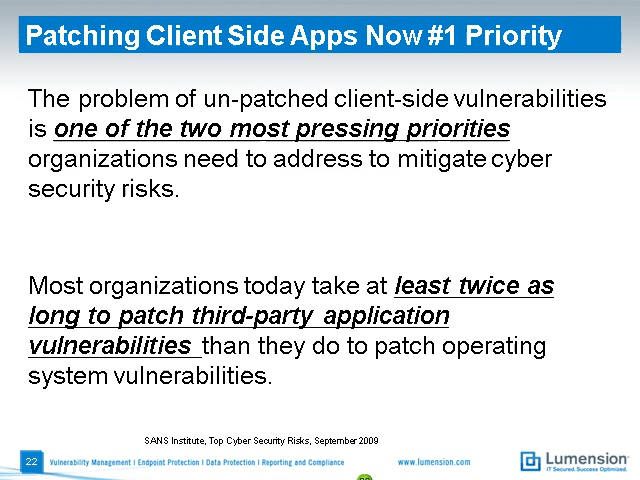 Patching Client Side Apps Now #1 Priority
The problem of un-patched client-side vulnerabilities
is one of the two most pressing priorities
organizations need to address to mitigate cyber
security risks.
Most organizations today take at least twice as
long to patch third-party application
vulnerabilities than they do to patch operating
system vulnerabilities.
SANS Institute, Top Cyber Security Risks, September 2009
22 Vulnerability Management | Endpoint Protection | Data Protection | Reporting and Compliance www.lumension.com Lumension
IT Secured. Success Optimized.